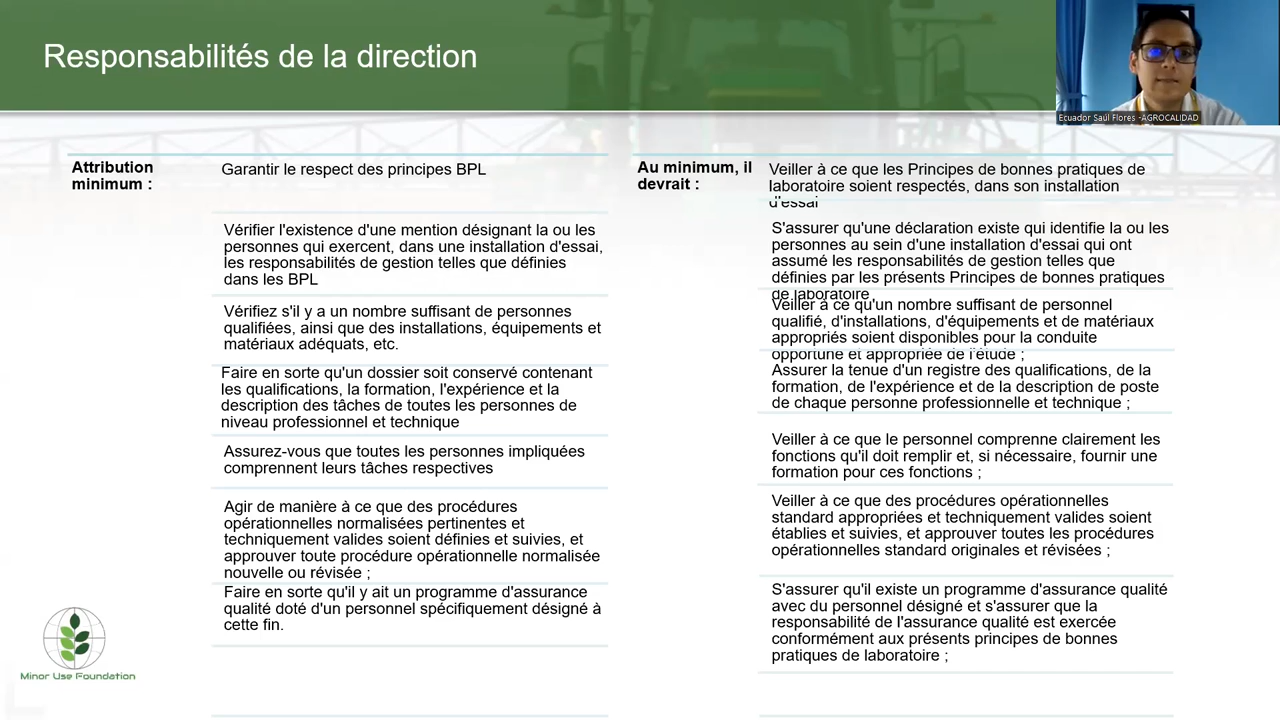 Responsabilités de la direction
Ecuador Saúl Flores -AGROCALIDAD
Attribution
minimum :
Garantir le respect des principes BPL
Vérifier l'existence d'une mention désignant la ou les
personnes qui exercent, dans une installation d'essai,
les responsabilités de gestion telles que définies
dans les BPL
Vérifiez s'il y a un nombre suffisant de personnes
qualifiées, ainsi que des installations, équipements et
matériaux adéquats, etc.
Faire en sorte qu'un dossier soit conservé contenant
les qualifications, la formation, l'expérience et la
description des tâches de toutes les personnes de
niveau professionnel et technique
Assurez-vous que toutes les personnes impliquées
comprennent leurs tâches respectives
Agir de manière à ce que des procédures
opérationnelles normalisées pertinentes et
techniquement valides soient définies et suivies, et
approuver toute procédure opérationnelle normalisée
nouvelle ou révisée ;
Faire en sorte qu'il y ait un programme d'assurance
qualité doté d'un personnel spécifiquement désigné à
cette fin.
Au minimum, il
devrait :
Veiller à ce que les Principes de bonnes pratiques de
laboratoire soient respectés, dans son installation
d'essai
S'assurer qu'une déclaration existe qui identifie la ou les
personnes au sein d'une installation d'essai qui ont
assumé les responsabilités de gestion telles que
définies par les présents Principes de bonnes pratiques
de laboratoire.
Veiller à ce qu'un nombre suffisant de personnel
qualifié, d'installations, d'équipements et de matériaux
appropriés soient disponibles pour la conduite
opportune et appropriée de l'étude ;
Assurer la tenue d'un registre des qualifications, de la
formation, de l'expérience et de la description de poste
de chaque personne professionnelle et technique ;
Veiller à ce que le personnel comprenne clairement les
fonctions qu'il doit remplir et, si nécessaire, fournir une
formation pour ces fonctions ;
Veiller à ce que des procédures opérationnelles
standard appropriées et techniquement valides soient
établies et suivies, et approuver toutes les procédures
opérationnelles standard originales et révisées ;
S'assurer qu'il existe un programme d'assurance qualité
avec du personnel désigné et s'assurer que la
responsabilité de l'assurance qualité est exercée
conformément aux présents principes de bonnes
pratiques de laboratoire ;
Minor Use Foundation